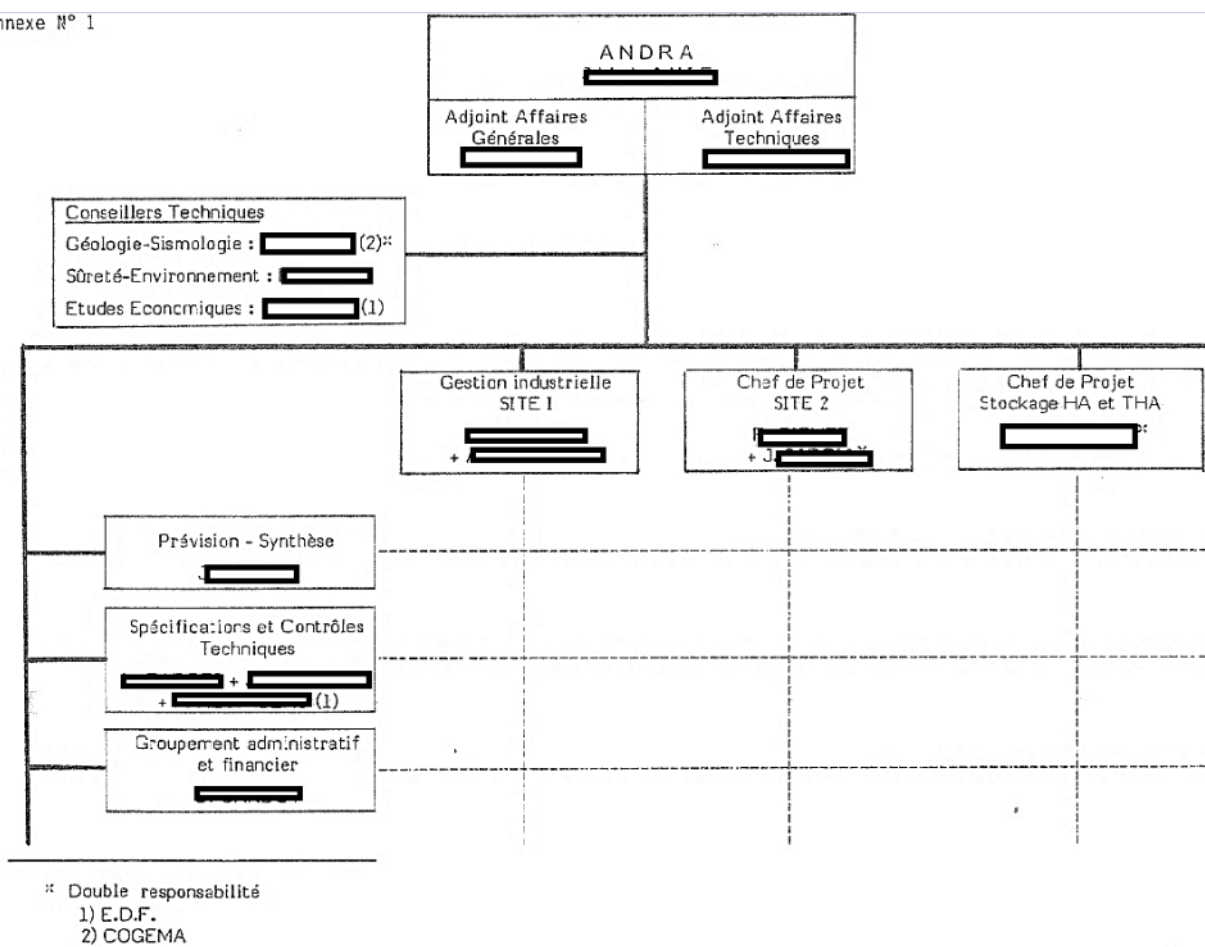 nnexe N° 1
ANDRA
Adjoint Affaires
Générales
Adjoint Affaires
Techniques
Conseillers Techniques
Géologie-Sismologie : (2)*
Sûreté-Environnement :
Etudes Economiques : (1)
Gestion industrielle
SITE 1
+
Chef de Projet
SITE 2
+ J.
*
Chef de Projet
Stockage HA et THA
*
Prévision - Synthèse
J
Spécifications et Contrôles
Techniques
+
+ (1)
Groupement administratif
et financier
* Double responsabilité
1) E.D.F.
2) COGEMA